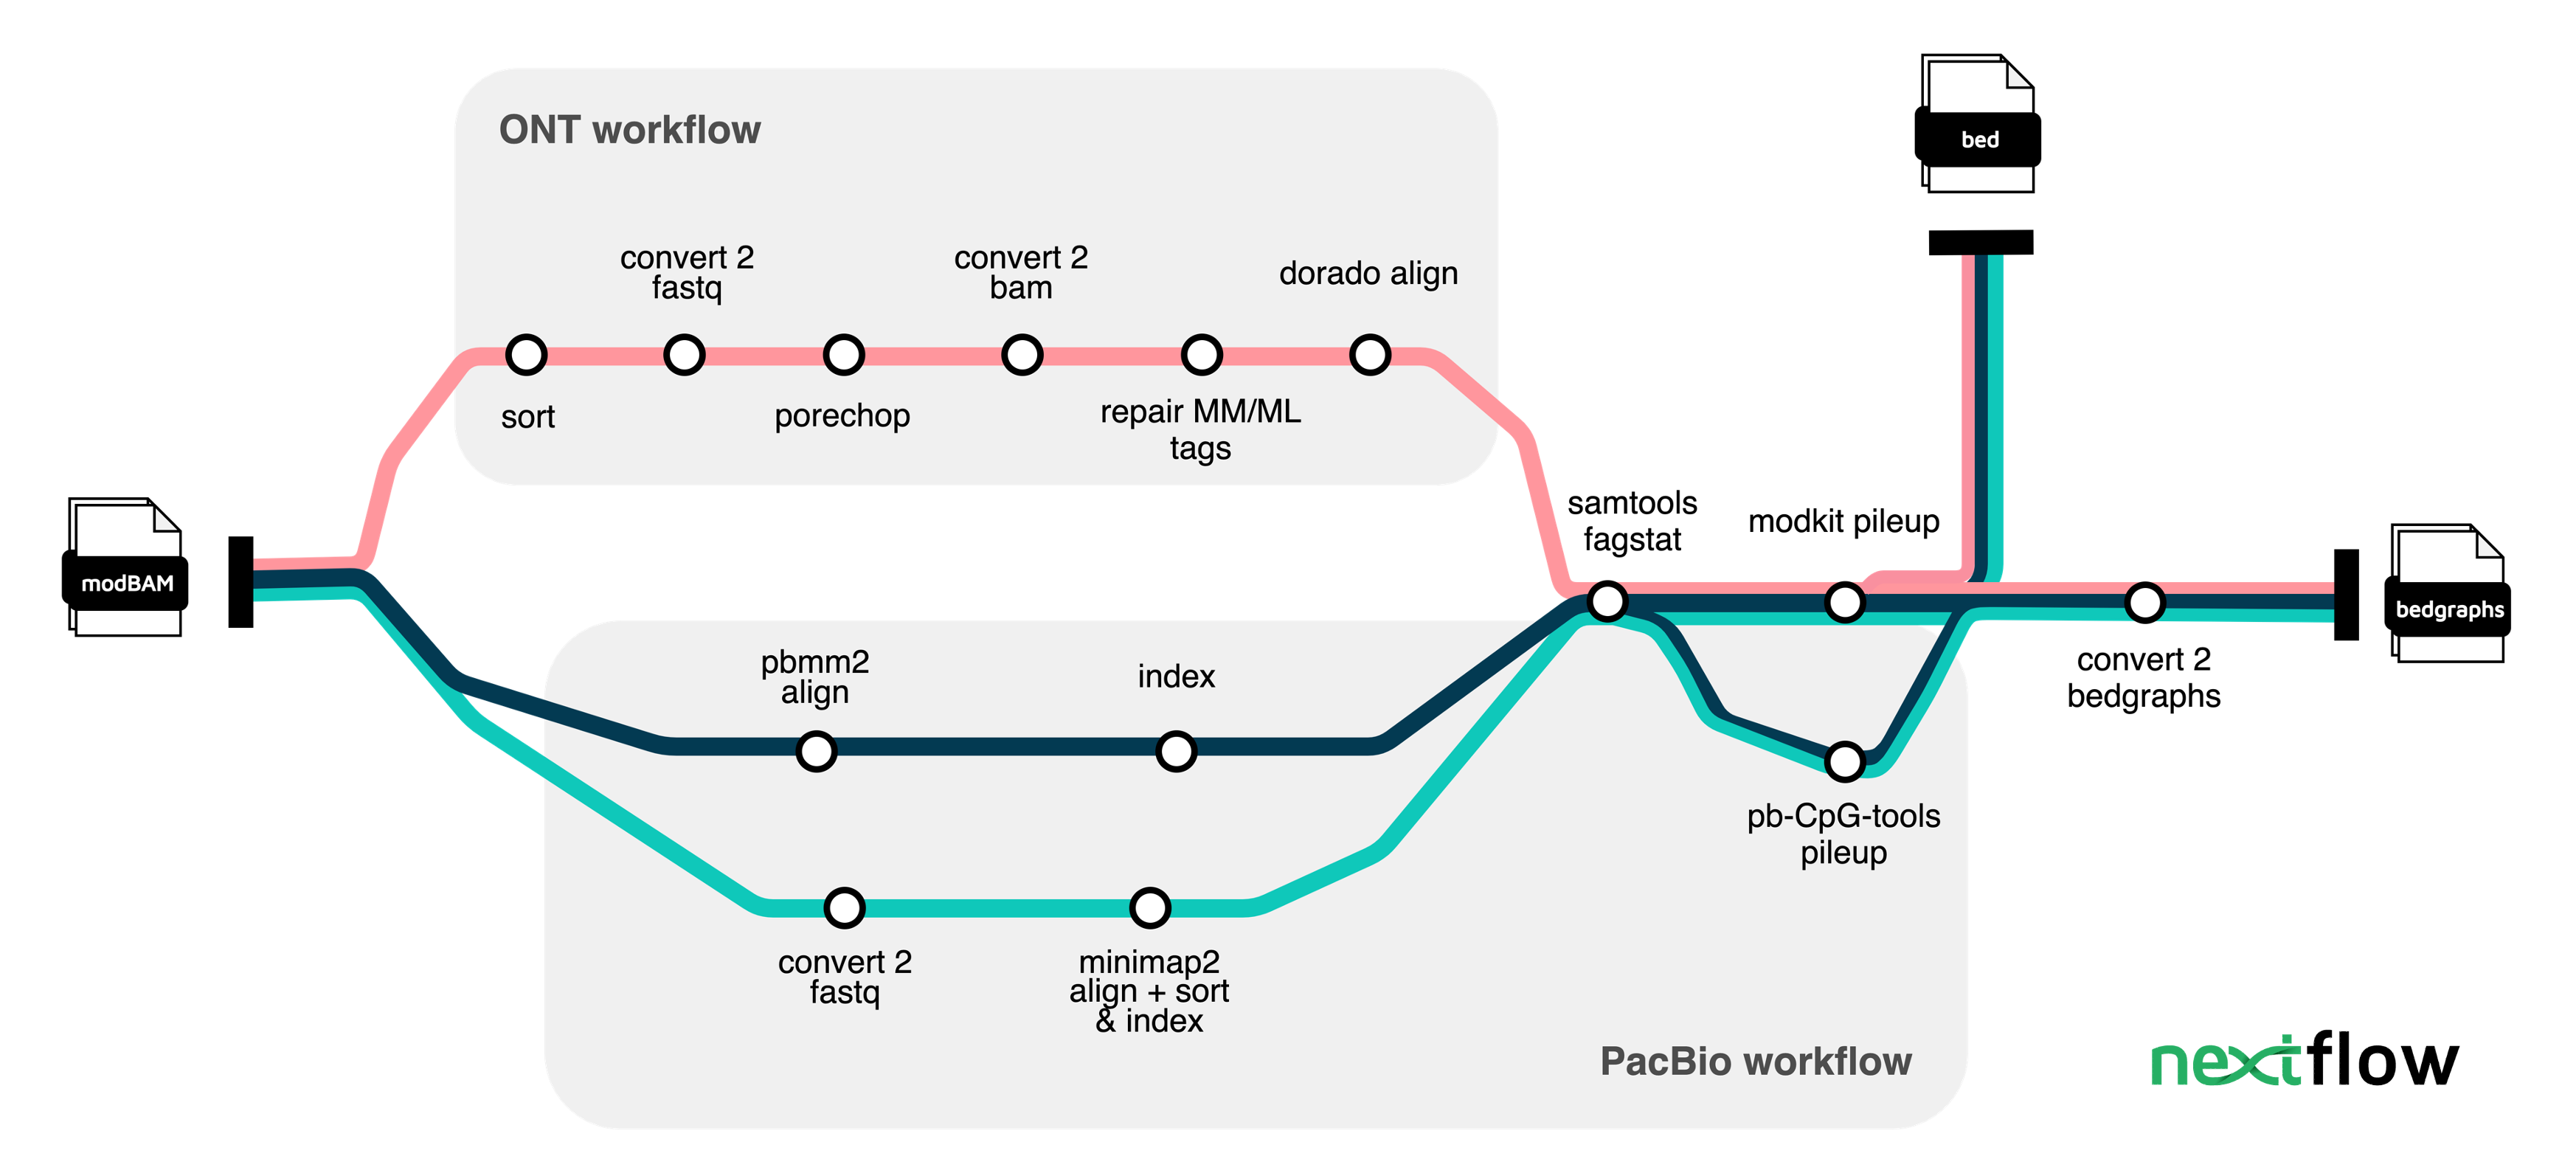 ONT workflow
convert 2
fastq
convert 2
bam
dorado align
sort
porechop
repair MM/ML
tags
modBAM
samtools
fagstat
modkit pileup
bed
bedgraphs
convert 2
bedgraphs
pbmm2
align
index
pb-CpG-tools
pileup
convert 2
fastq
minimap2
align + sort
& index
PacBio workflow
nextflow